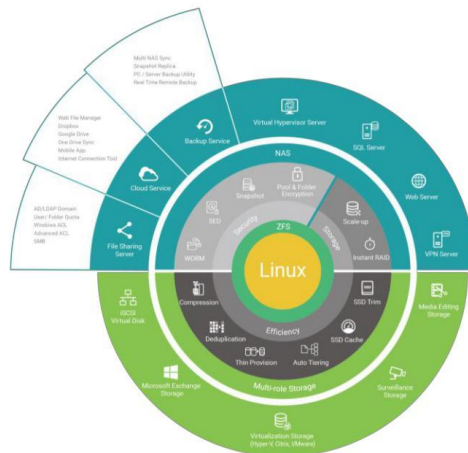 Multi NAS Sync
Snapshot Replica
PC / Server Backup Utility
Real Time Remote Backup
Web File Manager
Dropbox
Google Drive
One Drive Sync
Mobile App
Internet Connection Tool
AD/LDAP Domain
User / Folder Quota
Windows ACL
Advanced ACL
SMB
Backup Service
Cloud Service
File Sharing
Server
Virtual Hypervisor Server
SQL Server
Web Server
VPN Server
NAS
Snapshot
Pool & Folder
Encryption
SED
WORM
Security
Storage
Scale-up
Instant RAID
ZFS
Linux
Compression
Deduplication
Thin Provision
Auto Tiering
SSD Cache
SSD Trim
Efficiency
Multi-role Storage
iSCSI
Virtual Disk
Microsoft Exchange
Storage
Virtualization Storage
(Hyper-V, Citrix, VMware)
Surveillance
Storage
Media Editing
Storage